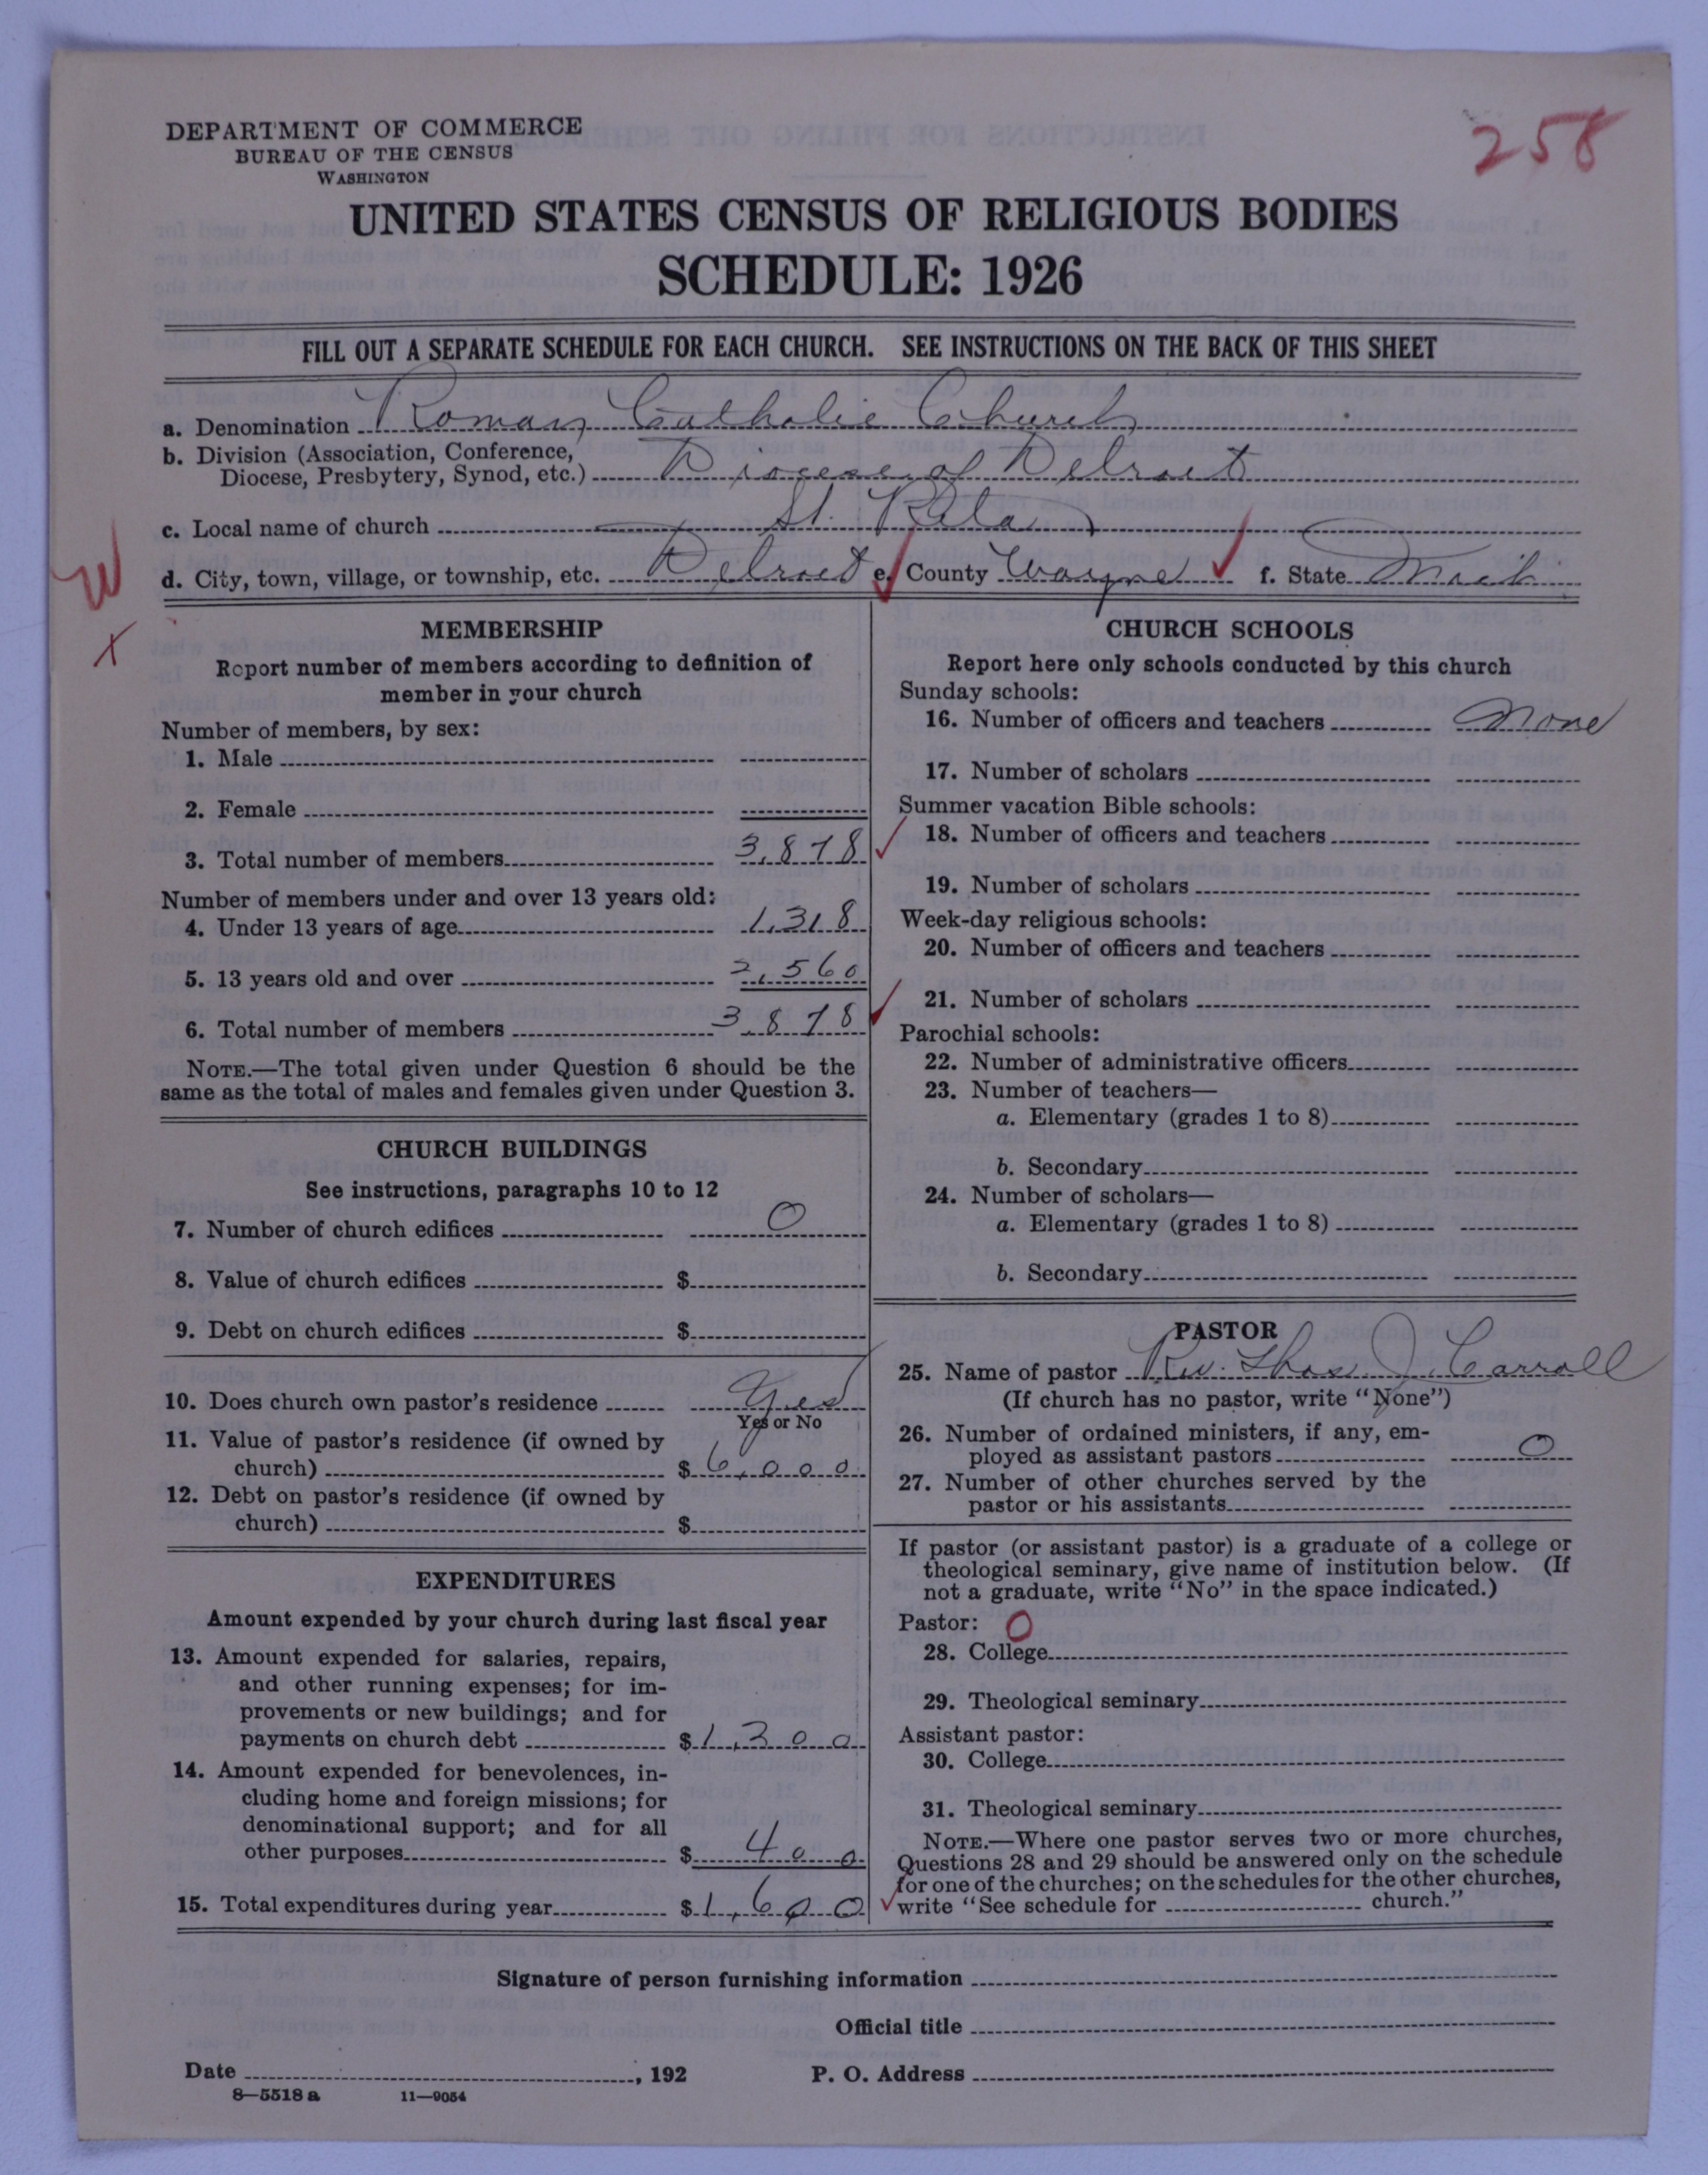 258
DEPARTMENT OF COMMERCE
BUREAU OF THE CENSUS
WASHINGTON
UNITED STATES CENSUS OF RELIGIOUS BODIES
SCHEDULE: 1926
FILL OUT A SEPARATE SCHEDULE FOR EACH CHURCH. SEE INSTRUCTIONS ON THE BACK OF THIS SHEET
a. Denomination Roman Catholic Church
b. Division (Association, Conference,
Diocese, Presbytery, Synod, etc.) Diocese of Detroit
c. Local name of church St. Rita
d. City, town, village, or township, etc. Detroit e. County Wayne f. State Mich.
W
X
MEMBERSHIP
Report number of members according to definition of
member in your church
Number of members, by sex:
1. Male
2. Female
3. Total number of members 3,878
Number of members under and over 13 years old:
4. Under 13 years of age 1,318
5. 13 years old and over 2,560
6. Total number of members 3,878
NOTE.—The total given under Question 6 should be the
same as the total of males and females given under Question 3.
CHURCH BUILDINGS
See instructions, paragraphs 10 to 12
7. Number of church edifices 0
8. Value of church edifices $
9. Debt on church edifices $
10. Does church own pastor's residence Yes
Yes or No
11. Value of pastor's residence (if owned by
church) $ 6,000
12. Debt on pastor's residence (if owned by
church) $
EXPENDITURES
Amount expended by your church during last fiscal year
13. Amount expended for salaries, repairs,
and other running expenses; for im-
provements or new buildings; and for
payments on church debt $ 1,200
14. Amount expended for benevolences, in-
cluding home and foreign missions; for
denominational support; and for all
other purposes $ 400
15. Total expenditures during year $ 1,600
CHURCH SCHOOLS
Report here only schools conducted by this church
Sunday schools:
16. Number of officers and teachers None
17. Number of scholars
Summer vacation Bible schools:
18. Number of officers and teachers
19. Number of scholars
Week-day religious schools:
20. Number of officers and teachers
21. Number of scholars
Parochial schools:
22. Number of administrative officers
23. Number of teachers—
a. Elementary (grades 1 to 8)
b. Secondary
24. Number of scholars—
a. Elementary (grades 1 to 8)
b. Secondary
PASTOR
25. Name of pastor Rev. Thos. J. Carroll
(If church has no pastor, write "None")
26. Number of ordained ministers, if any, em-
ployed as assistant pastors 0
27. Number of other churches served by the
pastor or his assistants
If pastor (or assistant pastor) is a graduate of a college or
theological seminary, give name of institution below. (If
not a graduate, write "No" in the space indicated.)
Pastor: 0
28. College
29. Theological seminary
Assistant pastor:
30. College
31. Theological seminary
NOTE.—Where one pastor serves two or more churches,
Questions 28 and 29 should be answered only on the schedule
for one of the churches; on the schedules for the other churches,
write "See schedule for church."
Signature of person furnishing information
Official title
Date , 192 P. O. Address
8—5518 a 11—9054